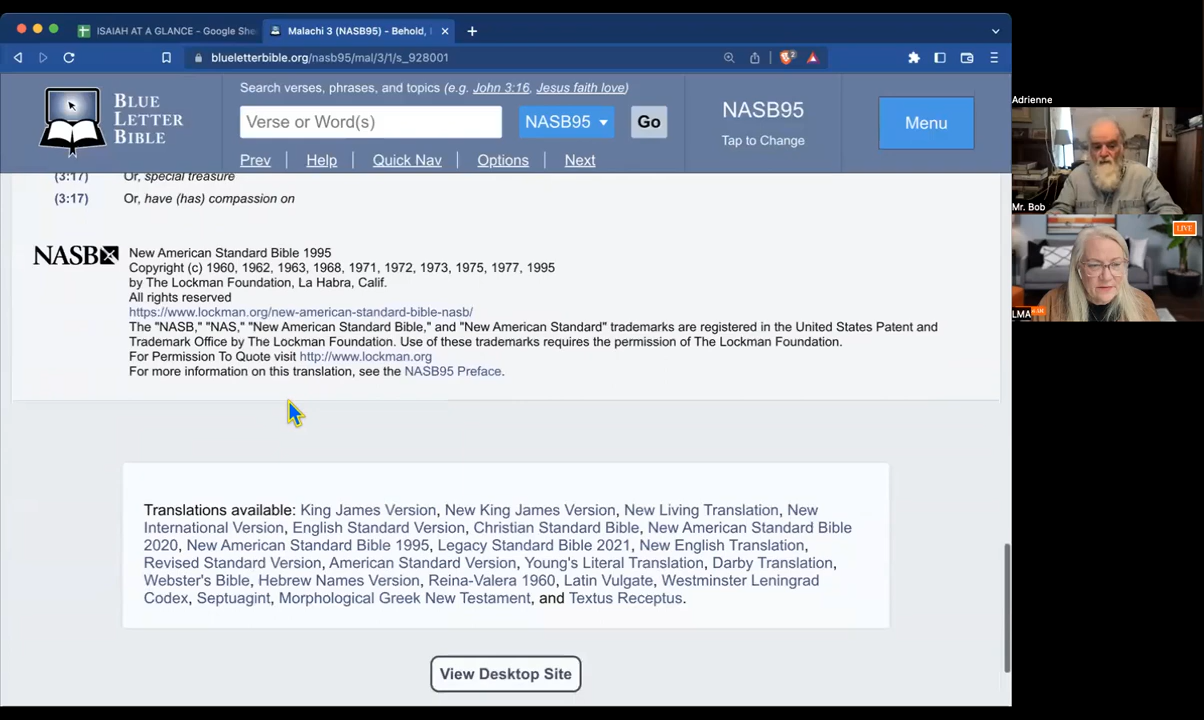 ISAIAH AT A GLANCE - Google She
Malachi 3 (NASB95) - Behold,
blueletterbible.org/nasb95/mal/3/1/s_928001
2
BLUE
LETTER
BIBLE
Search verses, phrases, and topics (e.g. John 3:16, Jesus faith love)
Verse or Word(s)
NASB95
Go
Prev
Help
Quick Nav
Options
Next
NASB95
Tap to Change
Menu
(3:17) Or, special treasure
(3:17) Or, have (has) compassion on
NASB
New American Standard Bible 1995
Copyright (c) 1960, 1962, 1963, 1968, 1971, 1972, 1973, 1975, 1977, 1995
by The Lockman Foundation, La Habra, Calif.
All rights reserved
https://www.lockman.org/new-american-standard-bible-nasb/
The "NASB," "NAS," "New American Standard Bible," and "New American Standard" trademarks are registered in the United States Patent and
Trademark Office by The Lockman Foundation. Use of these trademarks requires the permission of The Lockman Foundation.
For Permission To Quote visit http://www.lockman.org
For more information on this translation, see the NASB95 Preface.
Translations available: King James Version, New King James Version, New Living Translation, New
International Version, English Standard Version, Christian Standard Bible, New American Standard Bible
2020, New American Standard Bible 1995, Legacy Standard Bible 2021, New English Translation,
Revised Standard Version, American Standard Version, Young's Literal Translation, Darby Translation,
Webster's Bible, Hebrew Names Version, Reina-Valera 1960, Latin Vulgate, Westminster Leningrad
Codex, Septuagint, Morphological Greek New Testament, and Textus Receptus.
View Desktop Site
Adrienne
Mr. Bob
LIVE
LMA